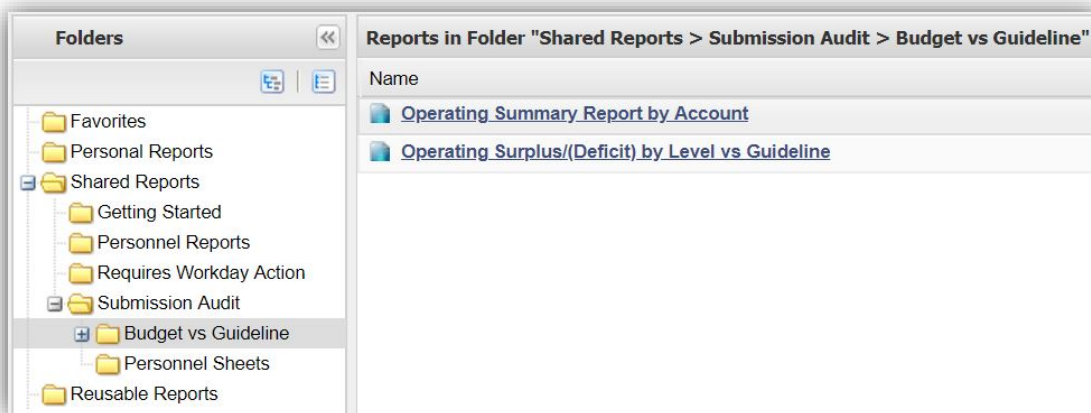 Folders
Favorites
Personal Reports
Shared Reports
Getting Started
Personnel Reports
Requires Workday Action
Submission Audit
Budget vs Guideline
Personnel Sheets
Reusable Reports
Reports in Folder "Shared Reports > Submission Audit > Budget vs Guideline"
Name
Operating Summary Report by Account
Operating Surplus/(Deficit) by Level vs Guideline